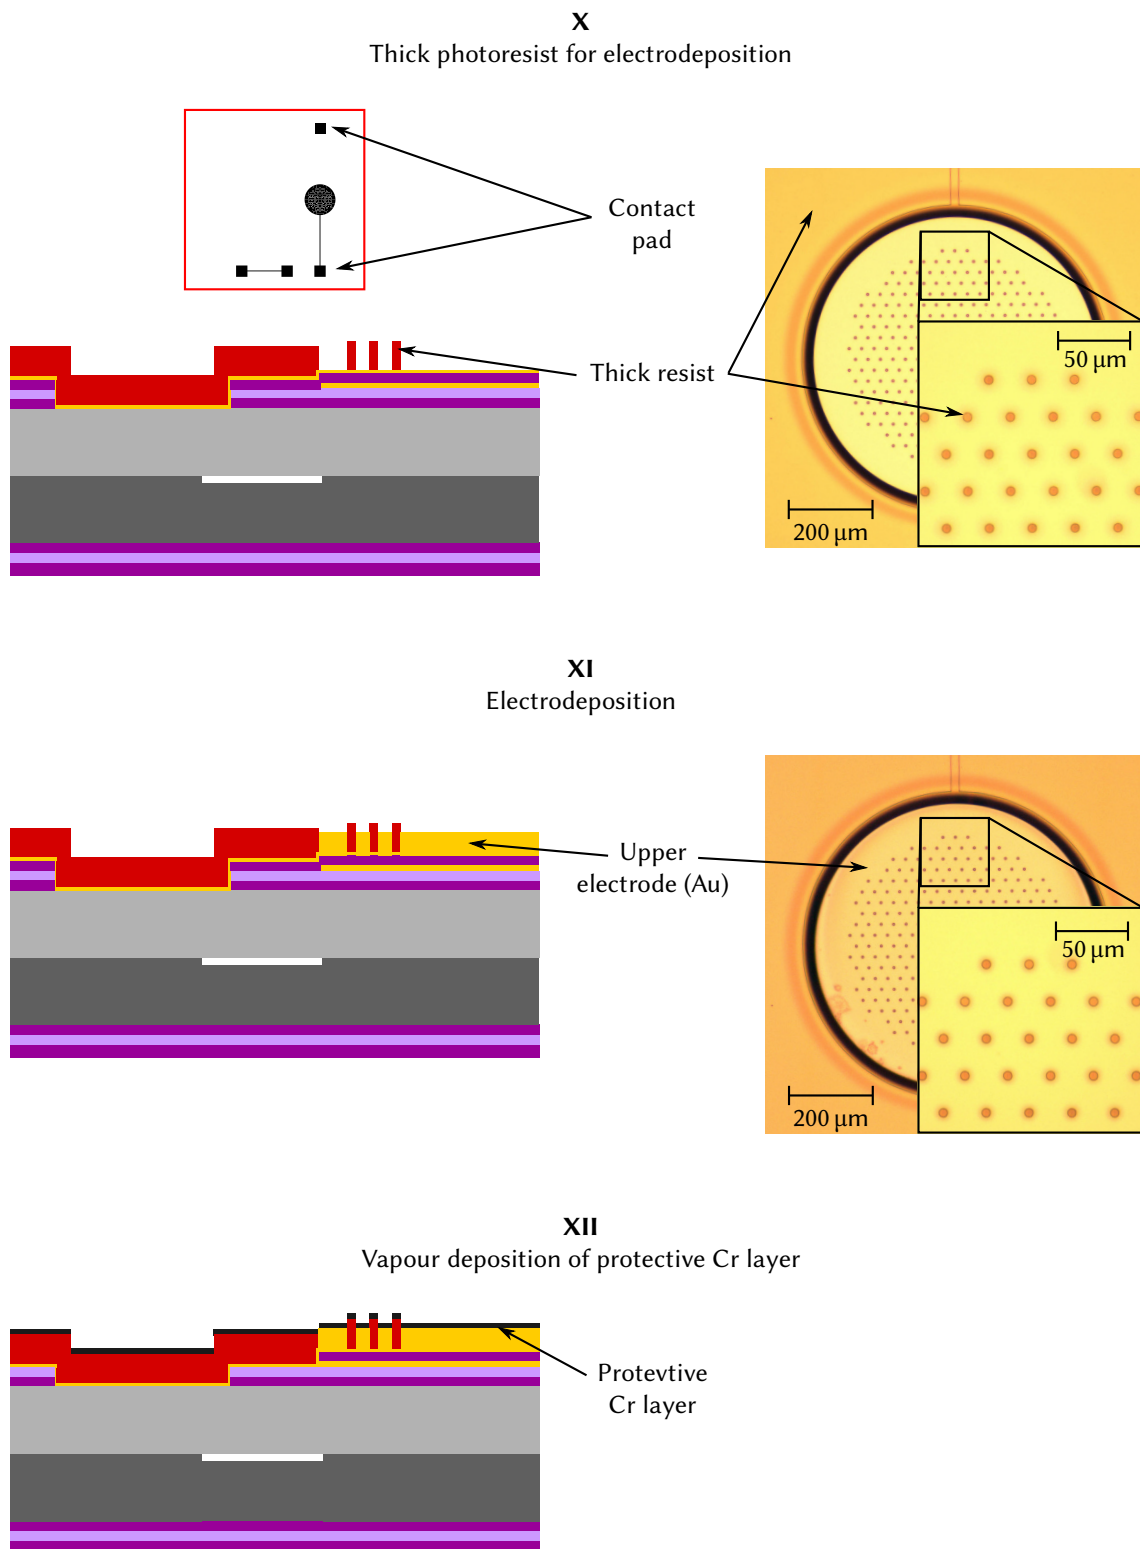 X
Thick photoresist for electrodeposition
Contact
pad
Thick resist
50 µm
200 µm
XI
Electrodeposition
Upper
electrode (Au)
50 µm
200 µm
XII
Vapour deposition of protective Cr layer
Protevtive
Cr layer